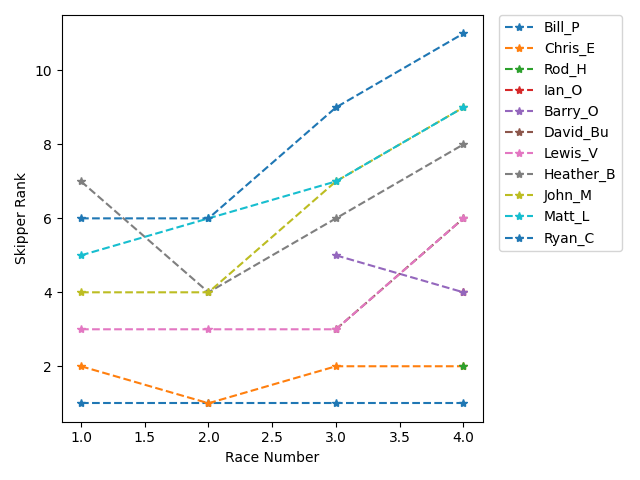 10
8
6
4
2
Skipper Rank
1.0 1.5 2.0 2.5 3.0 3.5 4.0
Race Number
Bill_P
Chris_E
Rod_H
Ian_O
Barry_O
David_Bu
Lewis_V
Heather_B
John_M
Matt_L
Ryan_C